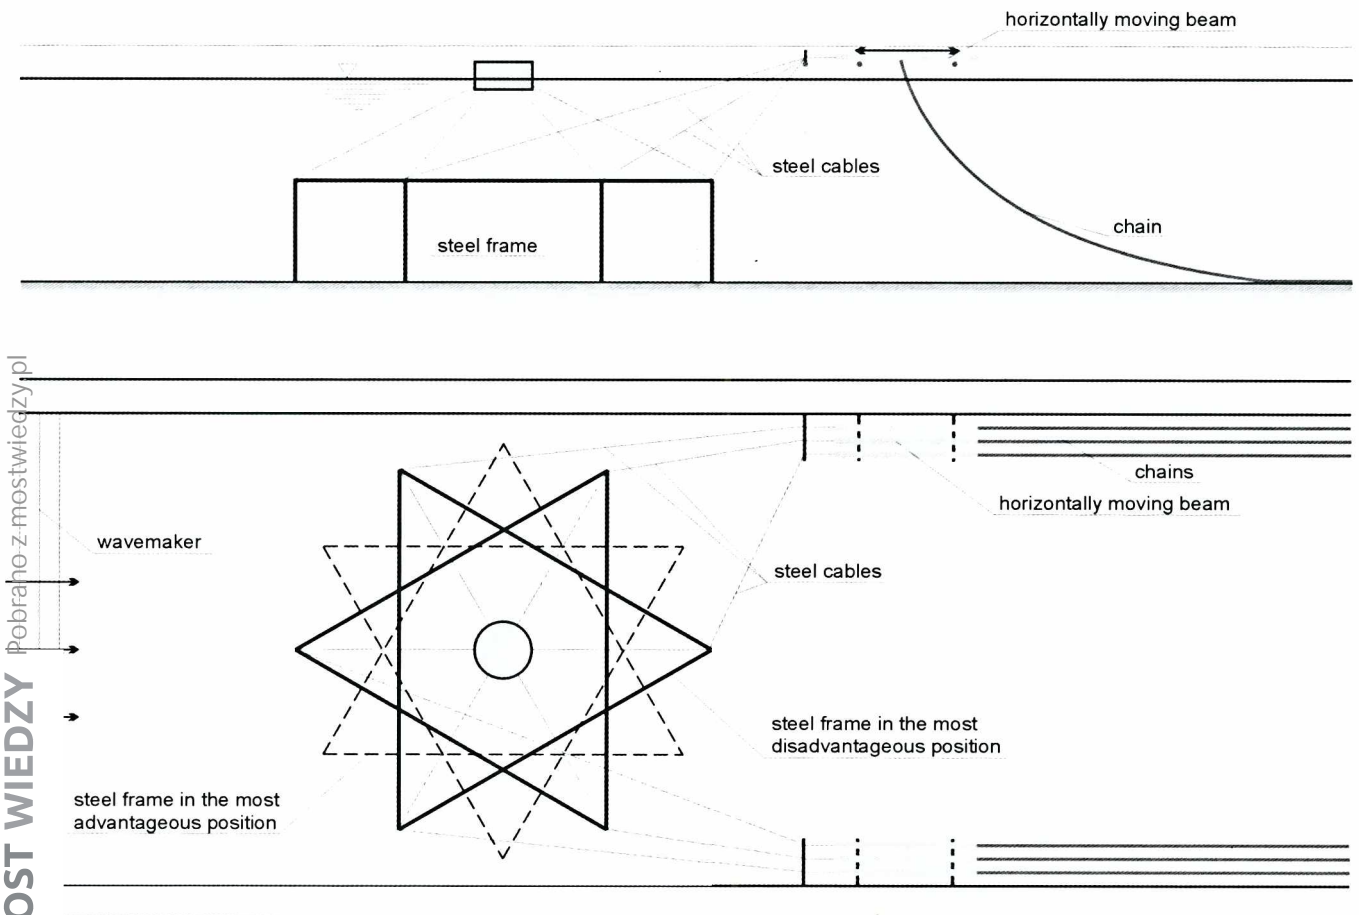 horizontally moving beam
steel cables
chain
steel frame
chains
horizontally moving beam
wavemaker
steel cables
steel frame in the most
disadvantageous position
steel frame in the most
advantageous position
OST WIEDZY Pobrano z mostwiedzy.pl